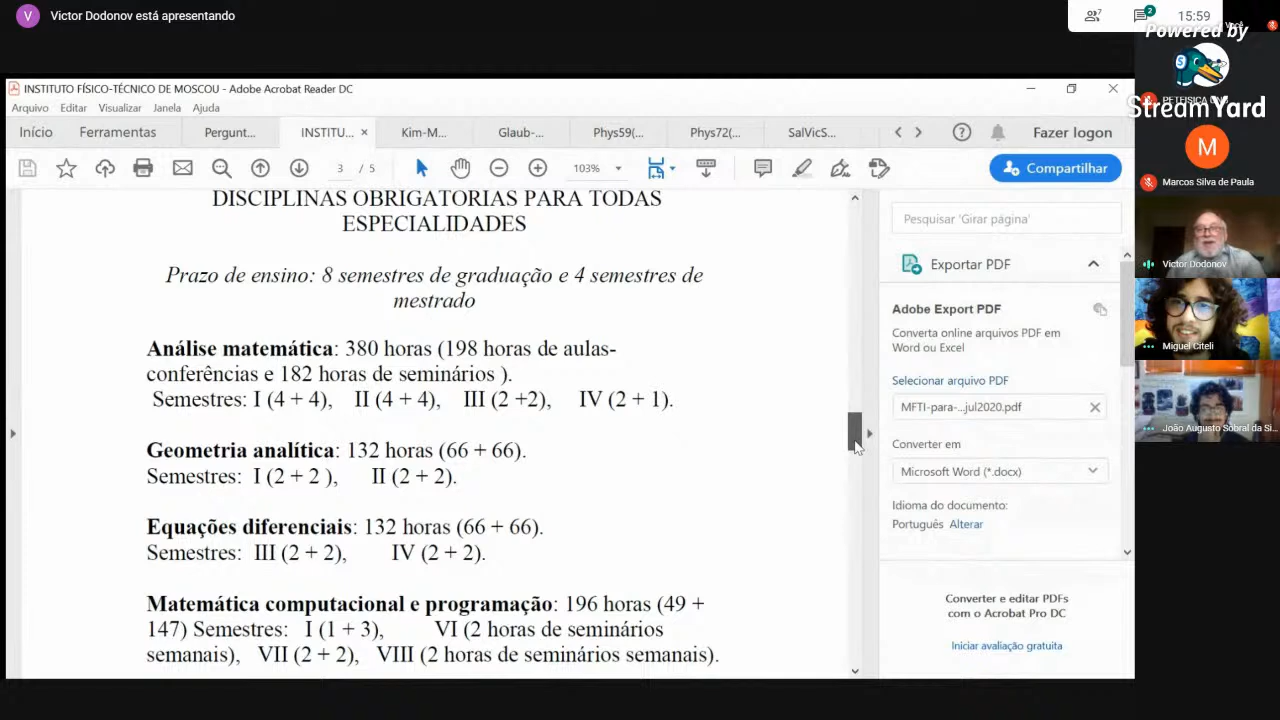 V Victor Dodonov está apresentando
7
2
15:59
Você
Powered by
StreamYard
M
Marcos Silva de Paula
Victor Dodonov
Miguel Citeli
João Augusto Sobral da Si...
INSTITUTO FÍSICO-TÉCNICO DE MOSCOU - Adobe Acrobat Reader DC
Arquivo Editar Visualizar Janela Ajuda
Início Ferramentas Pergunt... INSTITU... × Kim-M... Glaub-... Phys59(... Phys72(... SalVicS... Fazer logon
3 / 5 103% Compartilhar
DISCIPLINAS OBRIGATORIAS PARA TODAS
ESPECIALIDADES
Prazo de ensino: 8 semestres de graduação e 4 semestres de
mestrado
Análise matemática: 380 horas (198 horas de aulas-
conferências e 182 horas de seminários ).
Semestres: I (4 + 4), II (4 + 4), III (2 +2), IV (2 + 1).
Geometria analítica: 132 horas (66 + 66).
Semestres: I (2 + 2 ), II (2 + 2).
Equações diferenciais: 132 horas (66 + 66).
Semestres: III (2 + 2), IV (2 + 2).
Matemática computacional e programação: 196 horas (49 +
147) Semestres: I (1 + 3), VI (2 horas de seminários
semanais), VII (2 + 2), VIII (2 horas de seminários semanais).
Pesquisar 'Girar página'
Exportar PDF
Adobe Export PDF
Converta online arquivos PDF em
Word ou Excel
Selecionar arquivo PDF
MFTI-para-...jul2020.pdf
Converter em
Microsoft Word (*.docx)
Idioma do documento:
Português Alterar
Converter e editar PDFs
com o Acrobat Pro DC
Iniciar avaliação gratuita